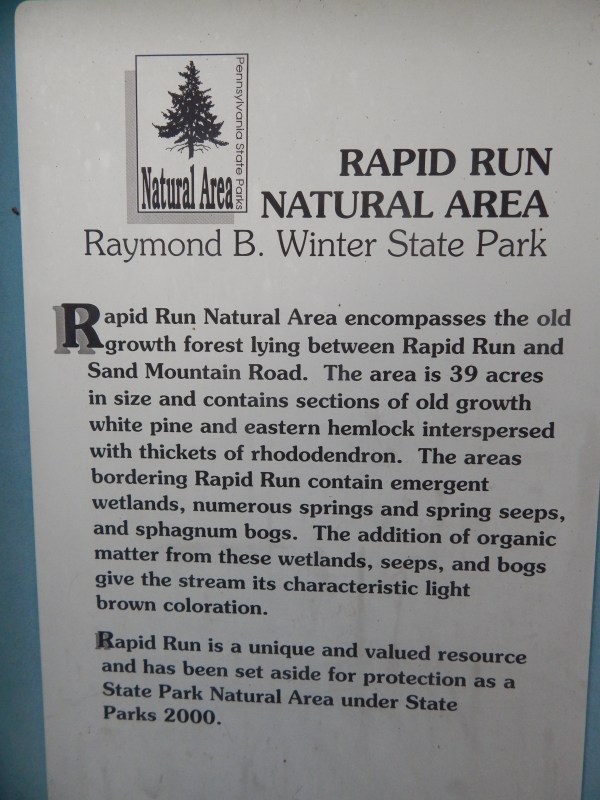 Pennsylvania State Parks
Natural Area
RAPID RUN
NATURAL AREA
Raymond B. Winter State Park
Rapid Run Natural Area encompasses the old
growth forest lying between Rapid Run and
Sand Mountain Road. The area is 39 acres
in size and contains sections of old growth
white pine and eastern hemlock interspersed
with thickets of rhododendron. The areas
bordering Rapid Run contain emergent
wetlands, numerous springs and spring seeps,
and sphagnum bogs. The addition of organic
matter from these wetlands, seeps, and bogs
give the stream its characteristic light
brown coloration.
Rapid Run is a unique and valued resource
and has been set aside for protection as a
State Park Natural Area under State
Parks 2000.